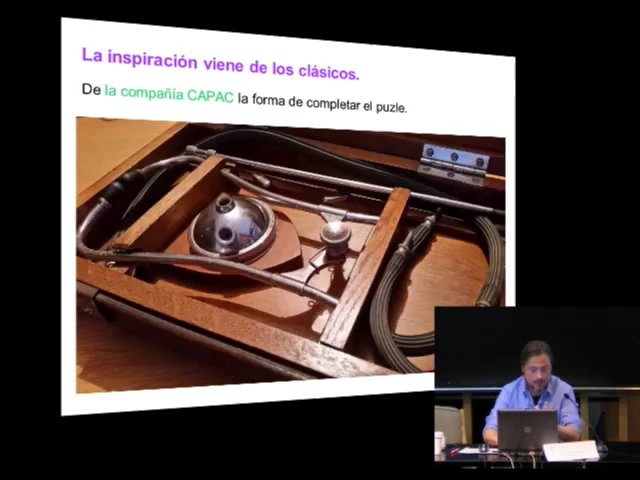 La inspiración viene de los clásicos.
De la compañía CAPAC la forma de completar el puzle.